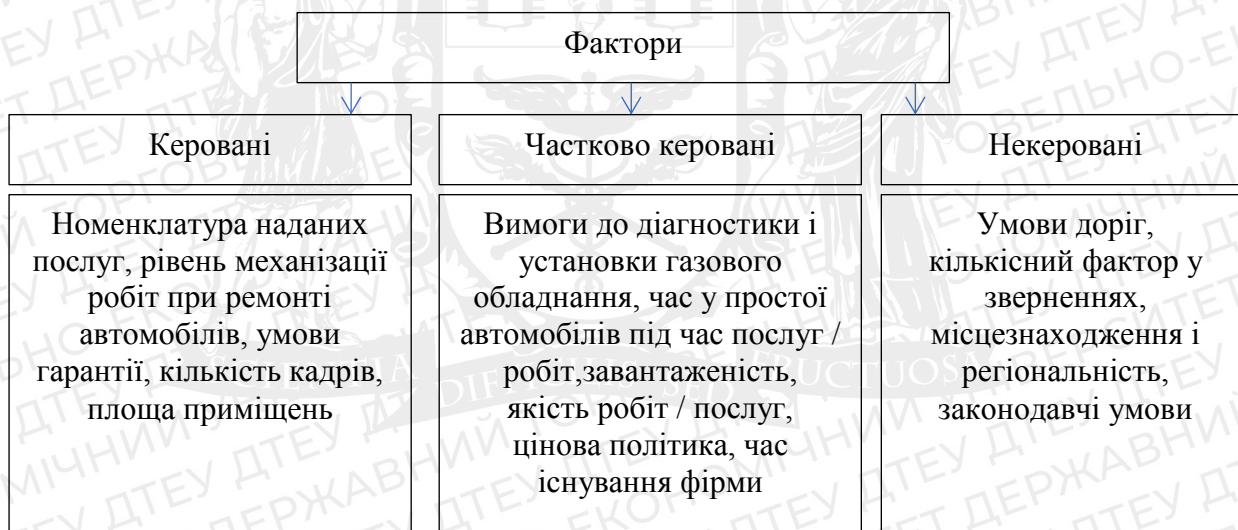 Фактори
Керовані
Частково керовані
Некеровані
Номенклатура наданих
послуг, рівень механізації
робіт при ремонті
автомобілів, умови
гарантії, кількість кадрів,
площа приміщень
Вимоги до діагностики і
установки газового
обладнання, час у простої
автомобілів під час послуг /
робіт,завантаженість,
якість робіт / послуг,
цінова політика, час
існування фірми
Умови доріг,
кількісний фактор у
зверненнях,
місцезнаходження і
регіональність,
законодавчі умови